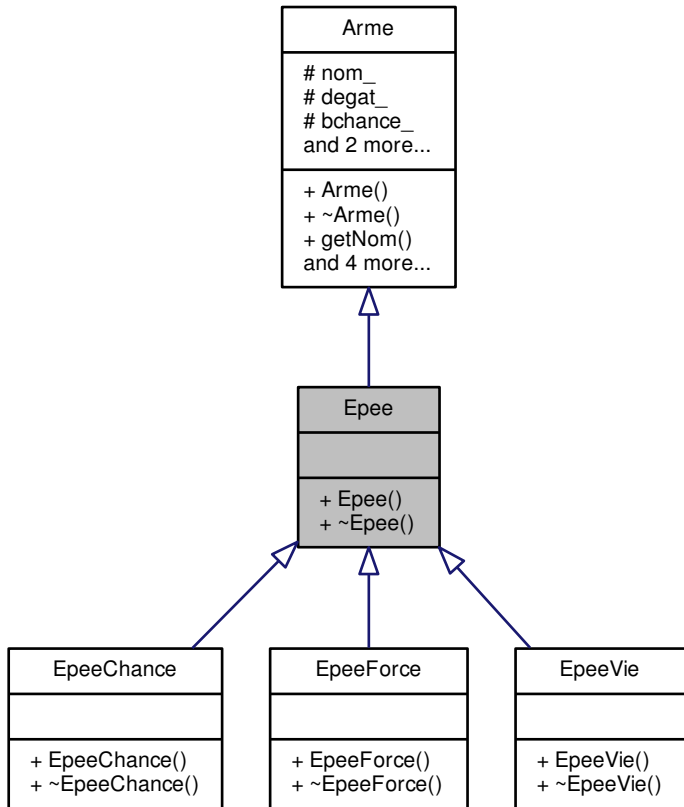 Arme
# nom_
# degat_
# bchance_
and 2 more...
+ Arme()
+ ~Arme()
+ getNom()
and 4 more...
Epee
+ Epee()
+ ~Epee()
EpeeChance
+ EpeeChance()
+ ~EpeeChance()
EpeeForce
+ EpeeForce()
+ ~EpeeForce()
EpeeVie
+ EpeeVie()
+ ~EpeeVie()